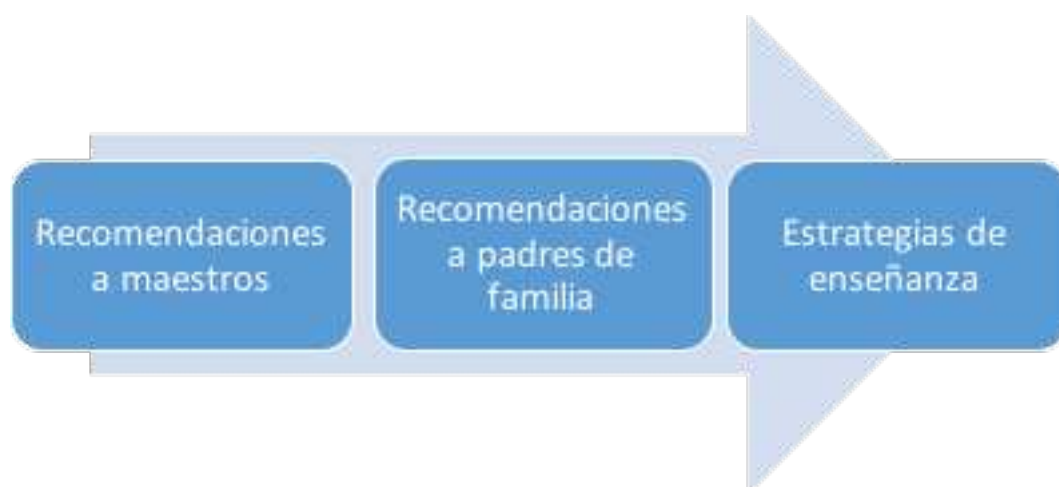 Recomendaciones
a maestros
Recomendaciones
a padres de
familia
Estrategias de
enseñanza